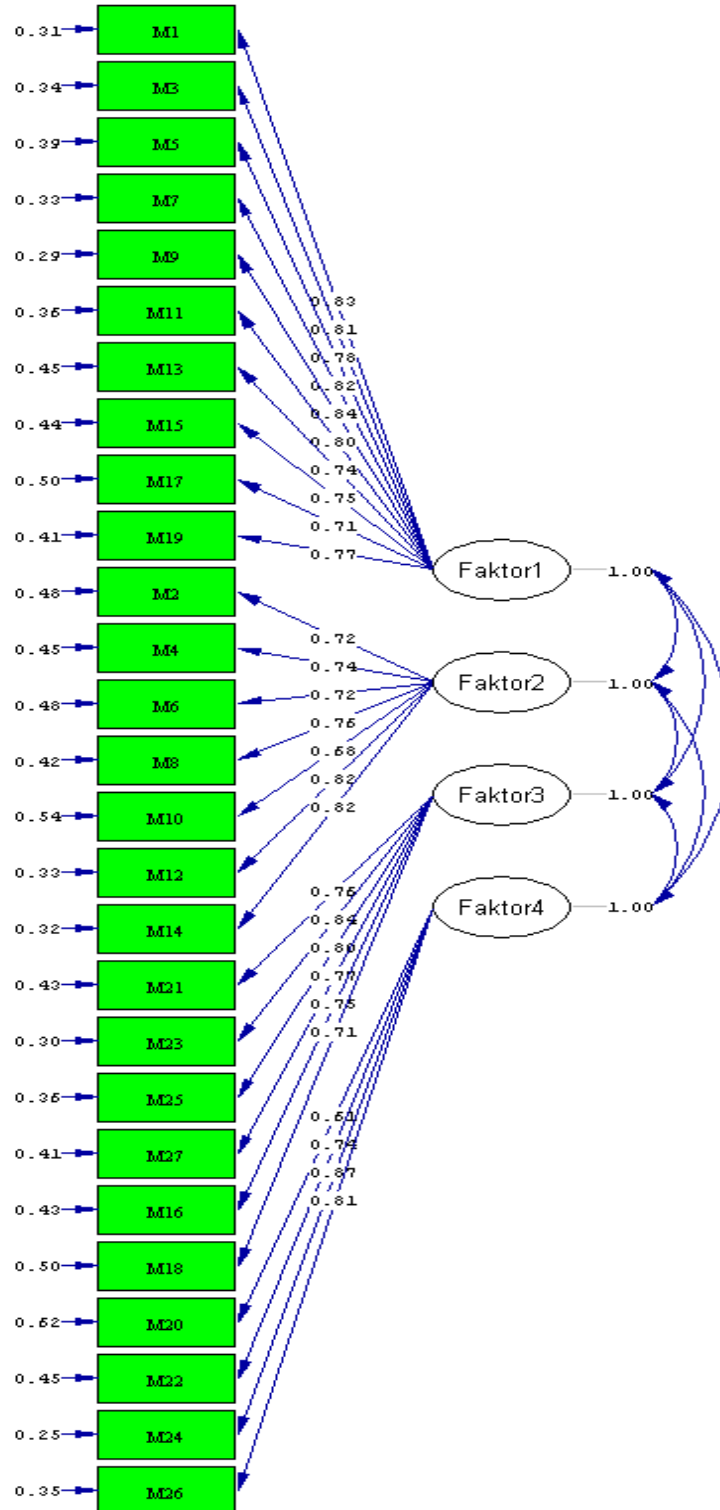 0.31 M1
0.34 M3
0.39 M5
0.33 M7
0.29 M9
0.36 M11
0.45 M13
0.44 M15
0.50 M17
0.41 M19
0.48 M2
0.45 M4
0.48 M6
0.42 M8
0.54 M10
0.33 M12
0.32 M14
0.43 M21
0.30 M23
0.36 M25
0.41 M27
0.43 M16
0.50 M18
0.62 M20
0.45 M22
0.25 M24
0.35 M26
0.83
0.81
0.78
0.82
0.84
0.80
0.74
0.75
0.71
0.77
0.72
0.74
0.72
0.76
0.68
0.82
0.82
0.76
0.84
0.80
0.77
0.75
0.71
0.61
0.74
0.87
0.81
Faktor1 1.00
Faktor2 1.00
Faktor3 1.00
Faktor4 1.00